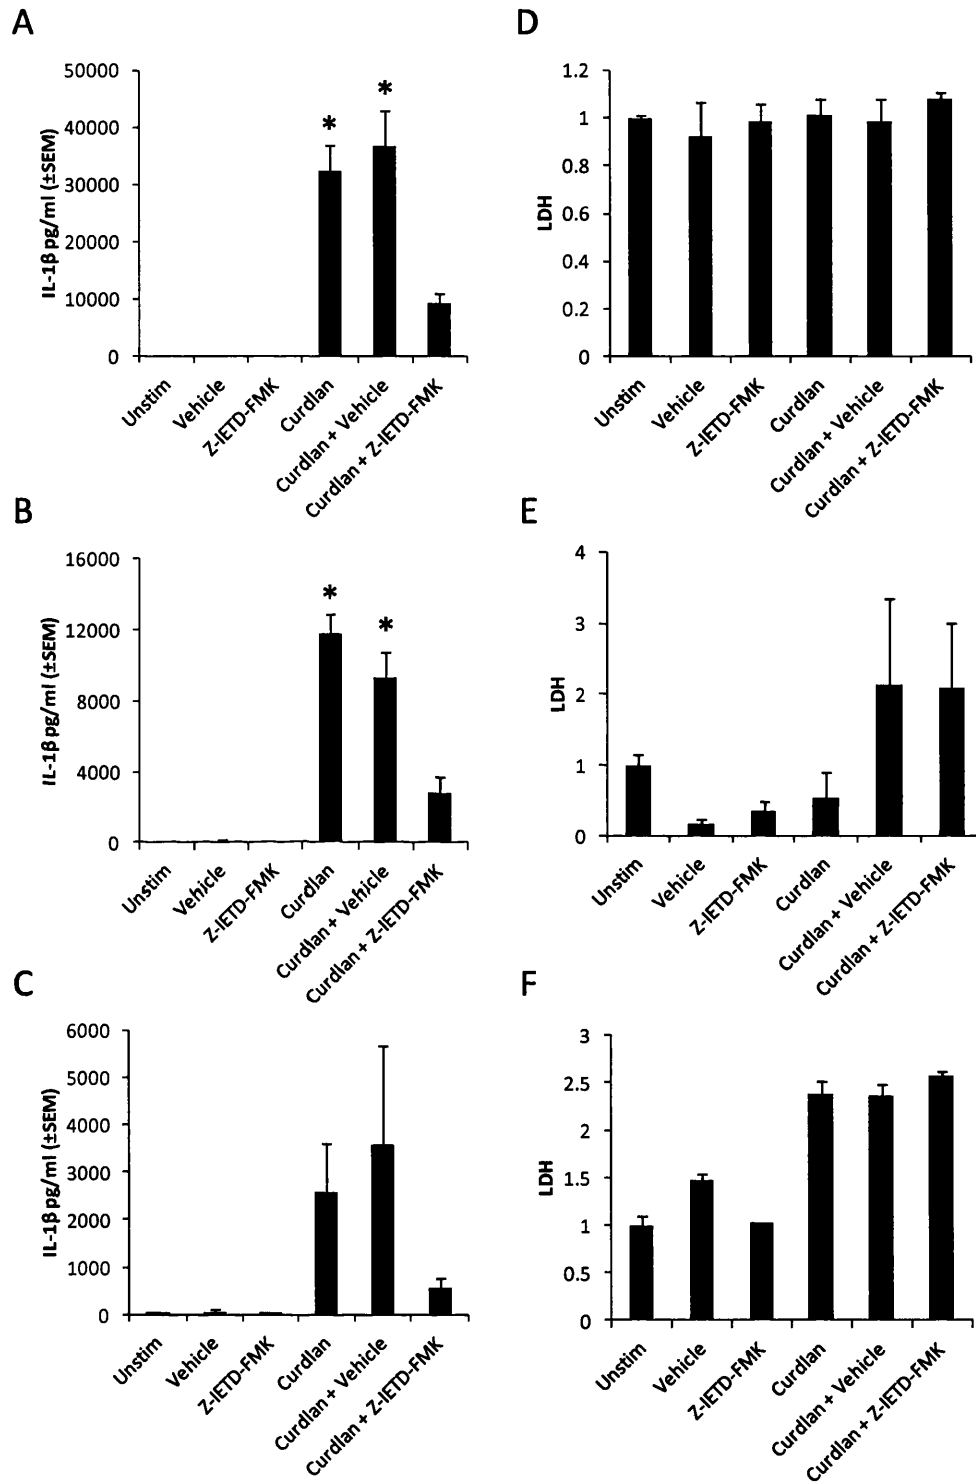 A
IL-1β pg/ml (±SEM)
50000
40000
30000
20000
10000
0
*
*
Unstim
Vehicle
Z-IETD-FMK
Curdlan
Curdlan + Vehicle
Curdlan + Z-IETD-FMK
D
LDH
1.2
1
0.8
0.6
0.4
0.2
0
Unstim
Vehicle
Z-IETD-FMK
Curdlan
Curdlan + Vehicle
Curdlan + Z-IETD-FMK
B
IL-1β pg/ml (±SEM)
16000
12000
8000
4000
0
*
*
Unstim
Vehicle
Z-IETD-FMK
Curdlan
Curdlan + Vehicle
Curdlan + Z-IETD-FMK
E
LDH
4
3
2
1
0
Unstim
Vehicle
Z-IETD-FMK
Curdlan
Curdlan + Vehicle
Curdlan + Z-IETD-FMK
C
IL-1β pg/ml (±SEM)
6000
5000
4000
3000
2000
1000
0
Unstim
Vehicle
Z-IETD-FMK
Curdlan
Curdlan + Vehicle
Curdlan + Z-IETD-FMK
F
LDH
3
2.5
2
1.5
1
0.5
0
Unstim
Vehicle
Z-IETD-FMK
Curdlan
Curdlan + Vehicle
Curdlan + Z-IETD-FMK